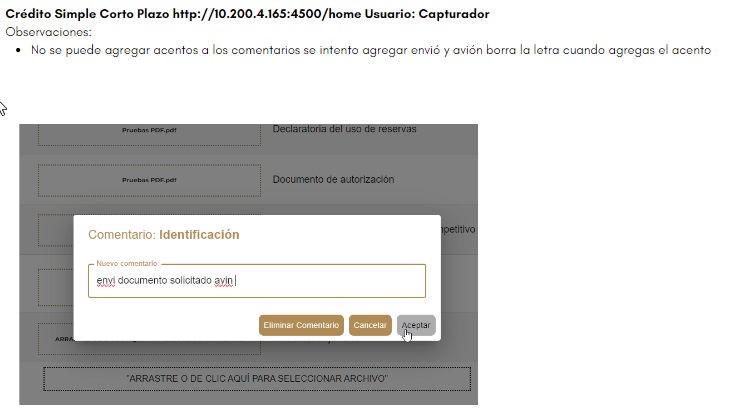 Crédito Simple Corto Plazo http://10.200.4.165:4500/home Usuario: Capturador
Observaciones:
• No se puede agregar acentos a los comentarios se intento agregar envió y avión borra la letra cuando agregas el acento
Pruebas PDF.pdf Declaratoria del uso de reservas
Pruebas PDF.pdf Documento de autorización
Comentario: Identificación
Nuevo comentario
envi documento solicitado avin
Eliminar Comentario Cancelar Aceptar
"ARRASTRE O DE CLIC AQUÍ PARA SELECCIONAR ARCHIVO"